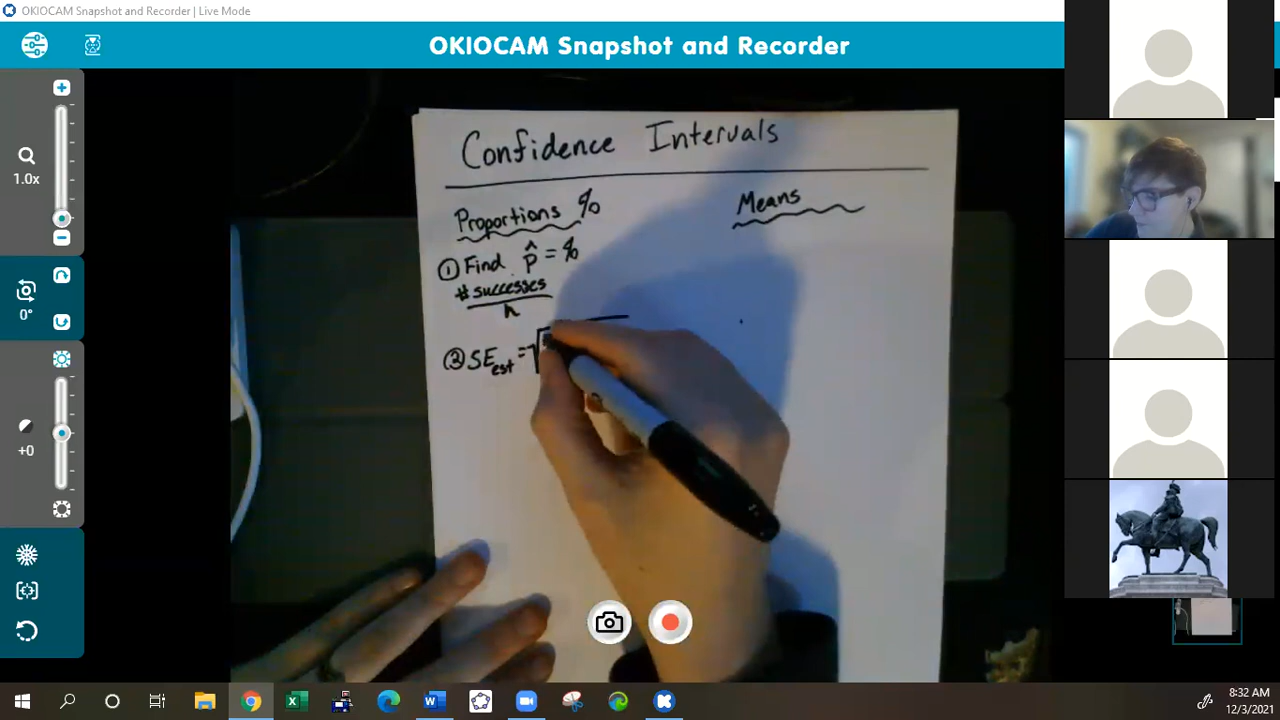 OKIOCAM Snapshot and Recorder | Live Mode
OKIOCAM Snapshot and Recorder
1.0x
0°
+0
Confidence Intervals
Proportions %
① Find p̂ = %
# successes
n
② SEest = √
Means
8:32 AM
12/3/2021